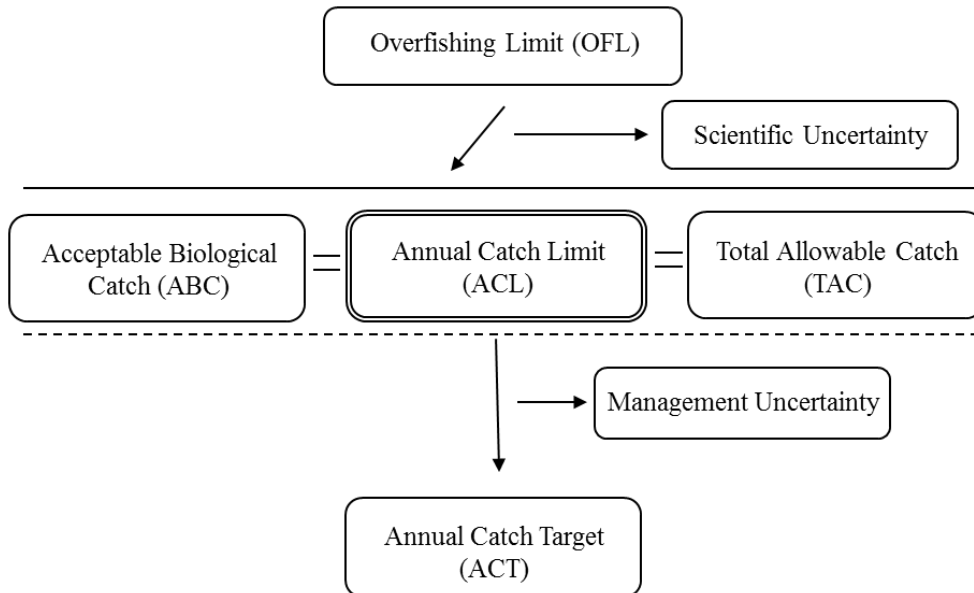 Overfishing Limit (OFL)
Scientific Uncertainty
Acceptable Biological
Catch (ABC)
=
Annual Catch Limit
(ACL)
=
Total Allowable Catch
(TAC)
Management Uncertainty
Annual Catch Target
(ACT)